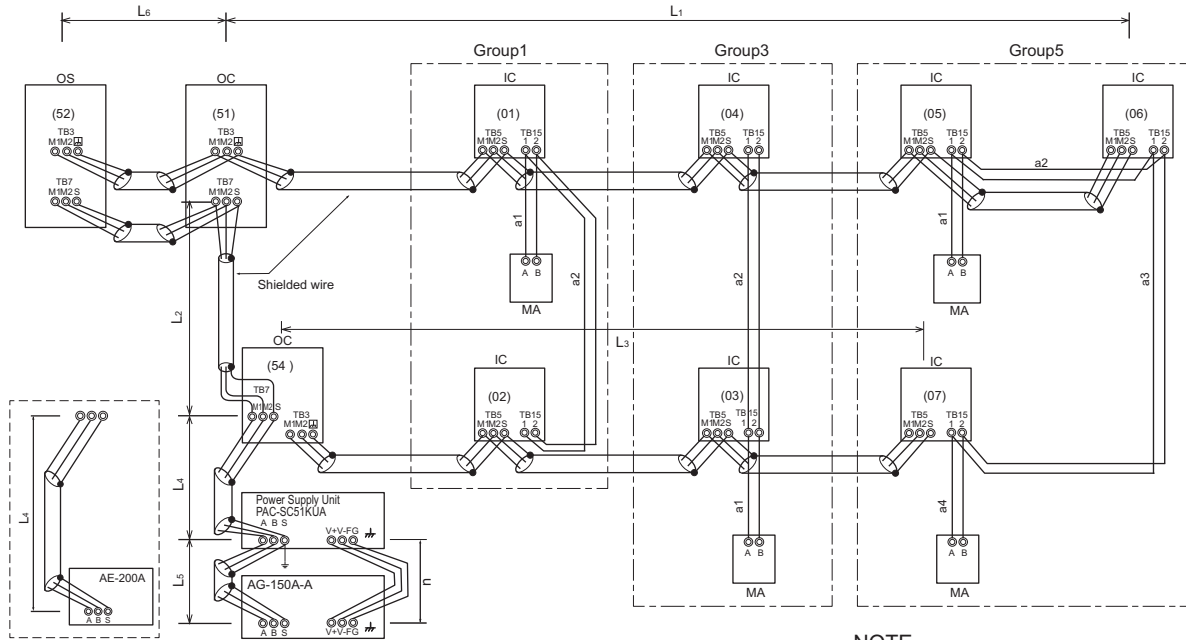 L6
L1
Group1
Group3
Group5
OS
OC
IC
IC
IC
IC
(52)
(51)
(01)
(04)
(05)
(06)
TB3
M1M2
TB3
M1M2
TB5
M1M2S
TB15
1 2
TB5
M1M2S
TB15
1 2
TB5
M1M2S
TB15
1 2
TB5
M1M2S
TB15
1 2
a2
TB7
M1M2 S
TB7
M1M2 S
a1
a2
a2
a1
a3
A B
MA
A B
MA
Shielded wire
L2
L3
OC
IC
IC
IC
(54 )
(02)
(03)
(07)
TB7
M1M2 S
TB3
M1M2
TB5
M1M2S
TB15
1 2
TB5
M1M2S
TB 15
1 2
TB5
M1M2S
TB15
1 2
L4
L4
a1
a4
Power Supply Unit
PAC-SC51KUA
A B S
V+V-FG
A B
MA
A B
MA
L5
n
AE-200A
A B S
AG-150A-A
A B S
V+V-FG